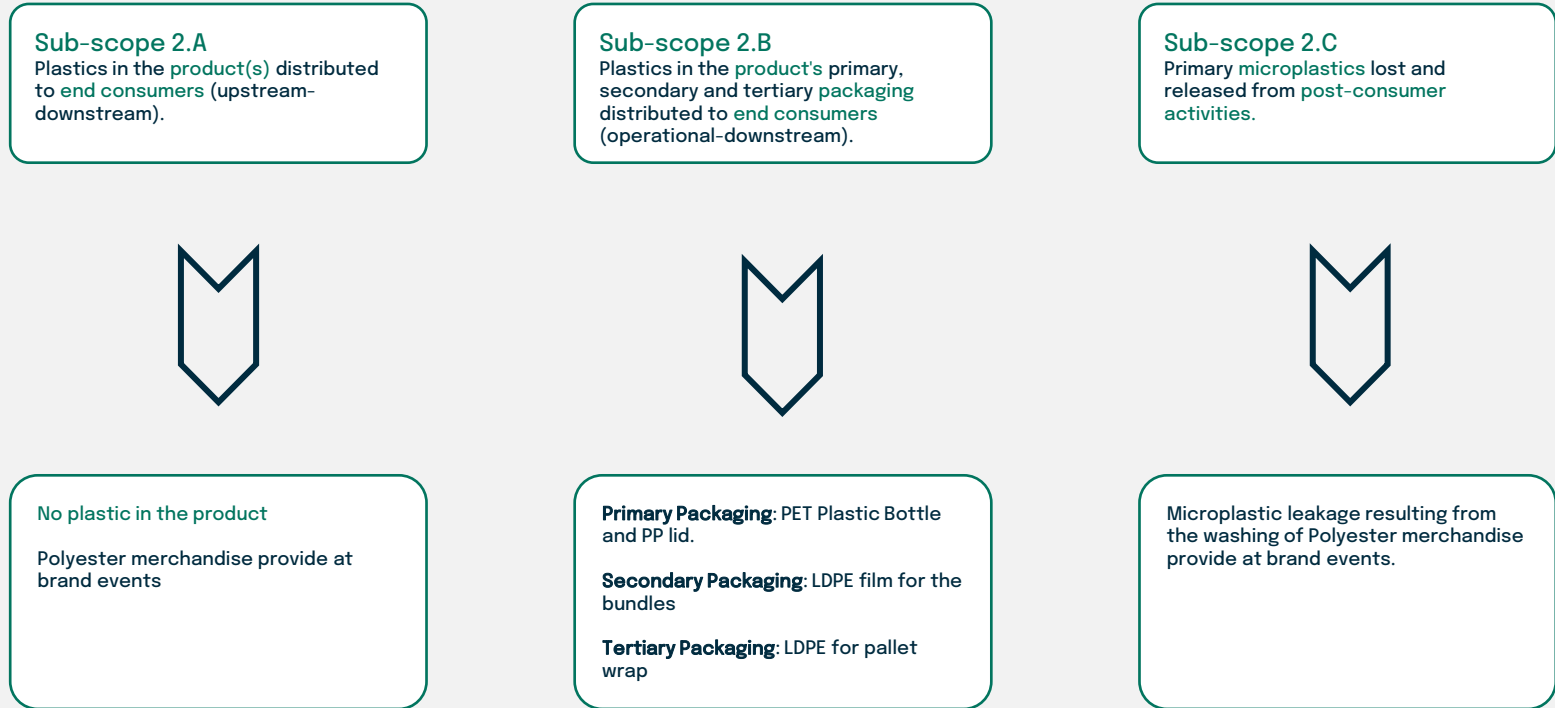 Sub-scope 2.A
Plastics in the product(s) distributed
to end consumers (upstream-
downstream).
Sub-scope 2.B
Plastics in the product's primary,
secondary and tertiary packaging
distributed to end consumers
(operational-downstream).
Sub-scope 2.C
Primary microplastics lost and
released from post-consumer
activities.
No plastic in the product
Polyester merchandise provide at
brand events
Primary Packaging: PET Plastic Bottle
and PP lid.
Secondary Packaging: LDPE film for the
bundles
Tertiary Packaging: LDPE for pallet
wrap
Microplastic leakage resulting from
the washing of Polyester merchandise
provide at brand events.